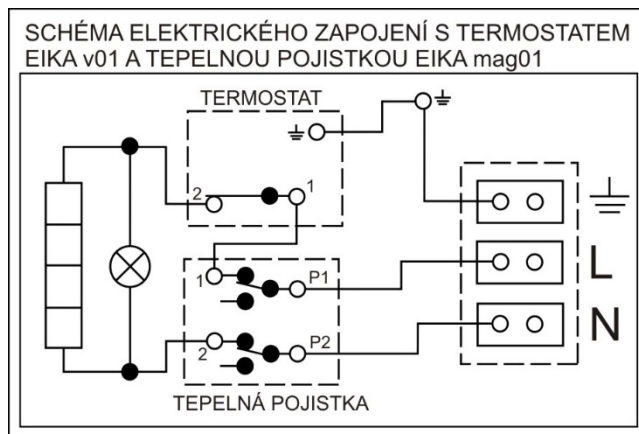 SCHÉMA ELEKTRICKÉHO ZAPOJENÍ S TERMOSTATEM
EIKA v01 A TEPELNOU POJISTKOU EIKA mag01
TERMOSTAT
2
1
1
P1
L
2
P2
N
TEPELNÁ POJISTKA